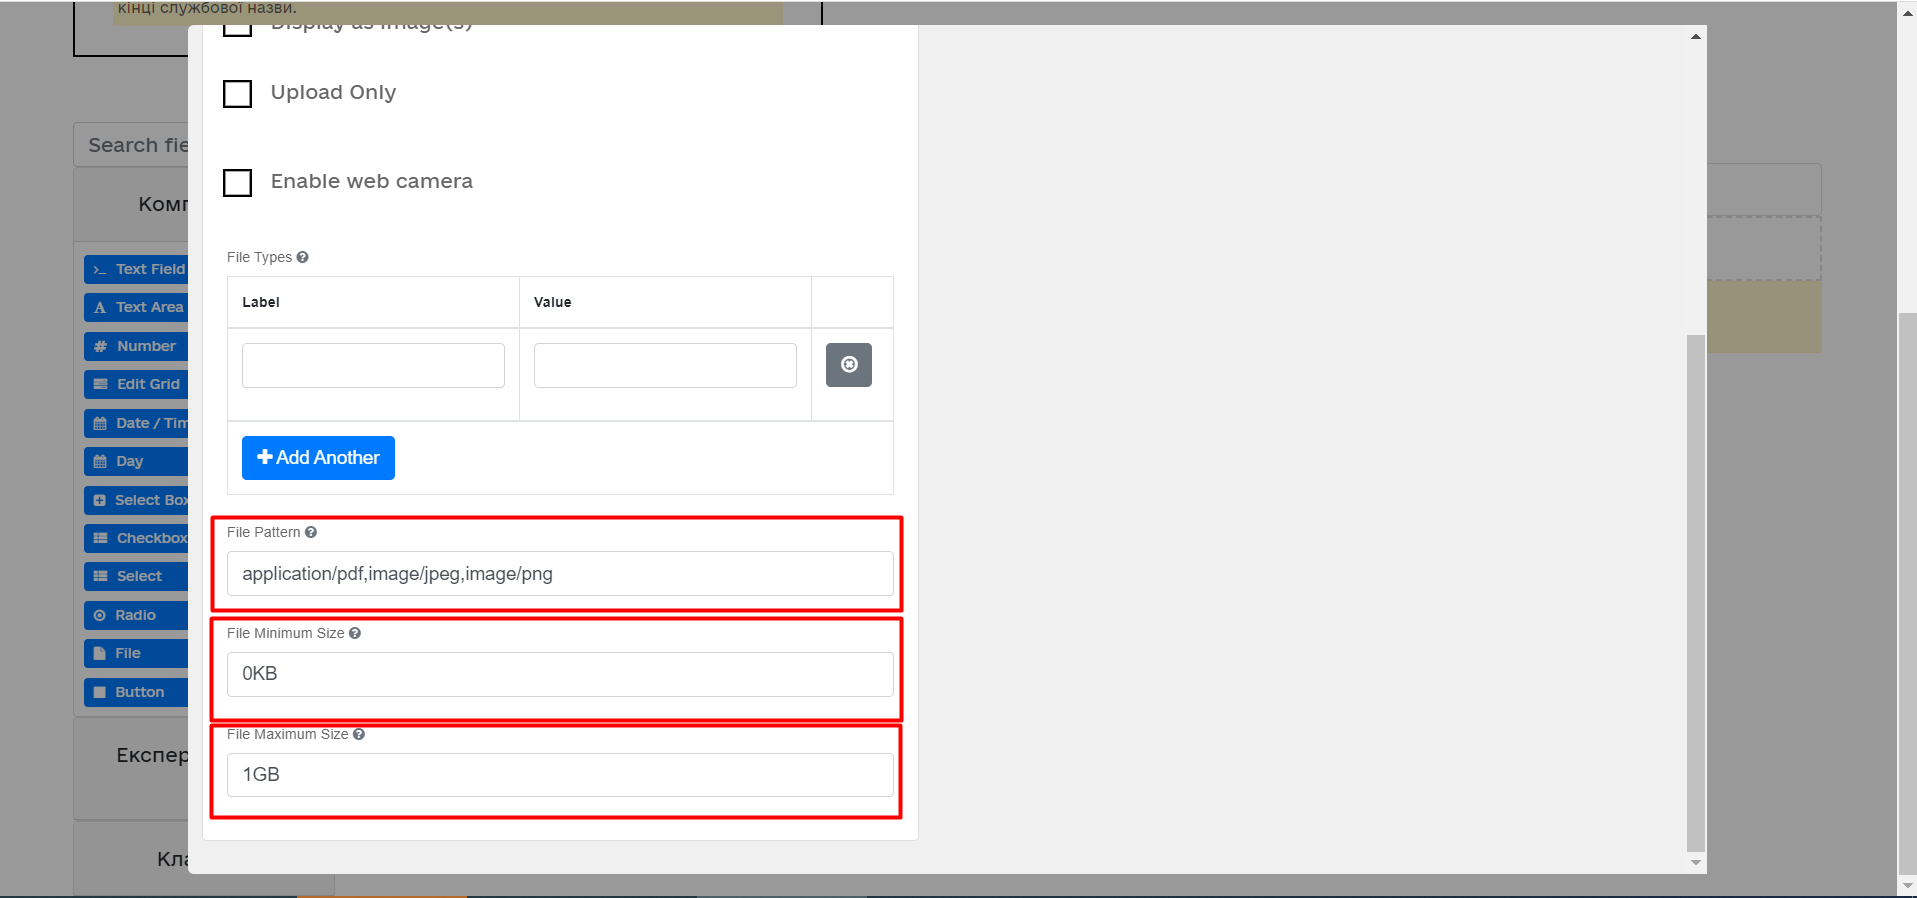 кінці службової назви.
Display as image(s)
Upload Only
Enable web camera
Search fie
Text Field
Text Area
Number
Edit Grid
Date / Tim
Day
Select Box
Checkbox
Select
Radio
File
Button
Експер
Кла
File Types
Label
Value
Add Another
File Pattern
application/pdf,image/jpeg,image/png
File Minimum Size
0KB
File Maximum Size
1GB